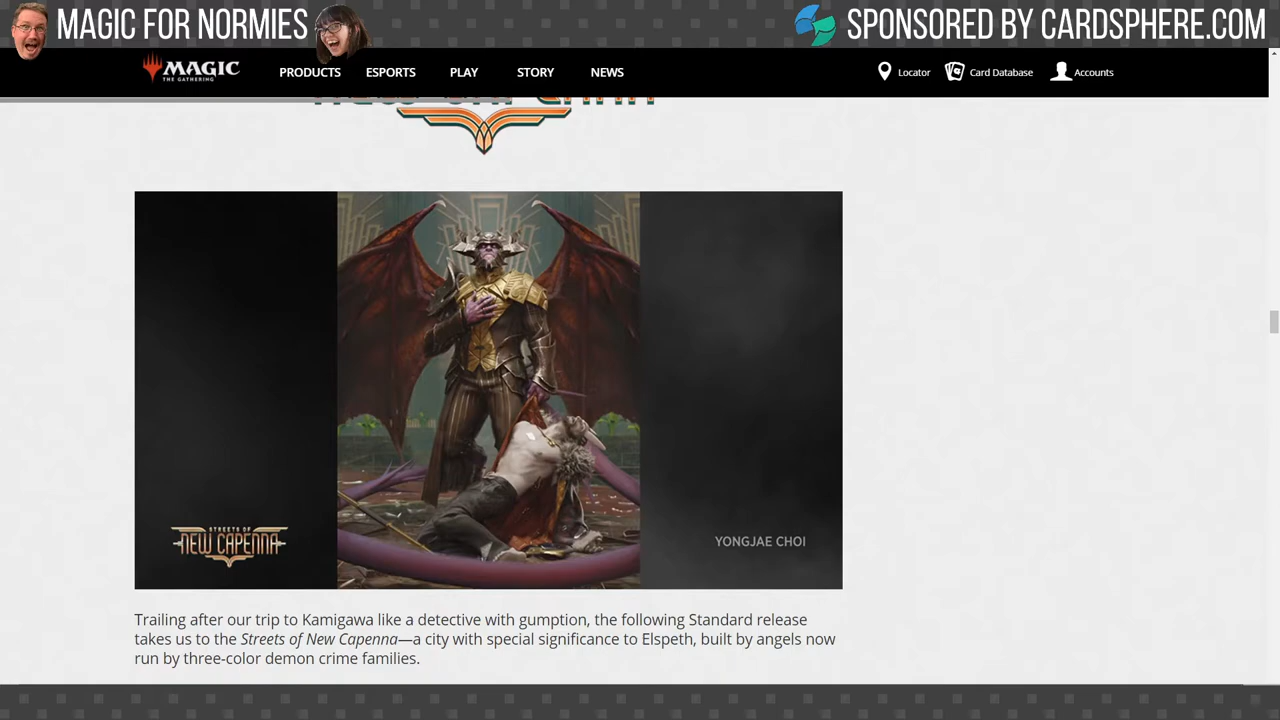 MAGIC FOR NORMIES
SPONSORED BY CARDSPHERE.COM
MAGIC
THE GATHERING
PRODUCTS ESPORTS PLAY STORY NEWS
Locator Card Database Accounts
STREETS OF
NEW CAPENNA
YONGJAE CHOI
Trailing after our trip to Kamigawa like a detective with gumption, the following Standard release
takes us to the Streets of New Capenna—a city with special significance to Elspeth, built by angels now
run by three-color demon crime families.